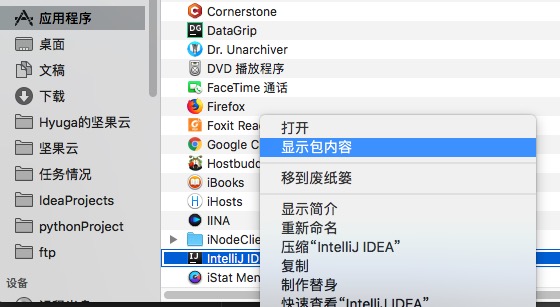 应用程序
桌面
文稿
下载
Hyuga的坚果云
坚果云
任务情况
IdeaProjects
pythonProject
ftp
设备
Cornerstone
DataGrip
Dr. Unarchiver
DVD 播放程序
FaceTime 通话
Firefox
Foxit Rea
Google C
Hostbud
iBooks
iHosts
IINA
iNodeClie
IntelliJ ID
iStat Men
打开
显示包内容
移到废纸篓
显示简介
重新命名
压缩“IntelliJ IDEA”
复制
制作替身
快速查看“IntelliJ IDEA”